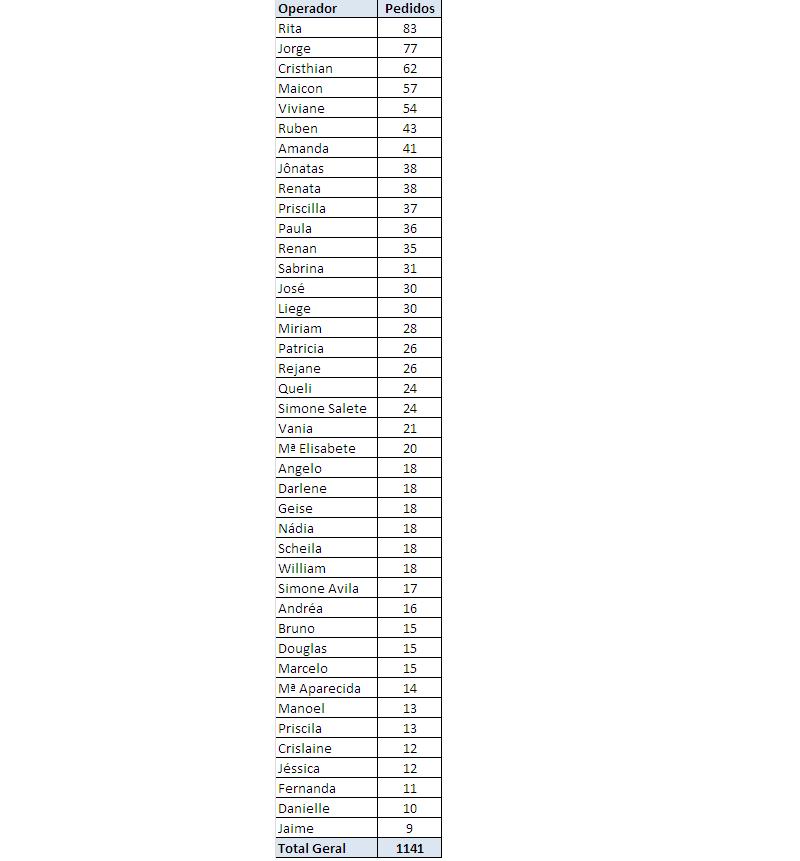 Operador Pedidos
Rita 83
Jorge 77
Cristhian 62
Maicon 57
Viviane 54
Ruben 43
Amanda 41
Jônatas 38
Renata 38
Priscilla 37
Paula 36
Renan 35
Sabrina 31
José 30
Liege 30
Miriam 28
Patricia 26
Rejane 26
Queli 24
Simone Salete 24
Vania 21
Mª Elisabete 20
Angelo 18
Darlene 18
Geise 18
Nádia 18
Scheila 18
William 18
Simone Avila 17
Andréa 16
Bruno 15
Douglas 15
Marcelo 15
Mª Aparecida 14
Manoel 13
Priscila 13
Crislaine 12
Jéssica 12
Fernanda 11
Danielle 10
Jaime 9
Total Geral 1141